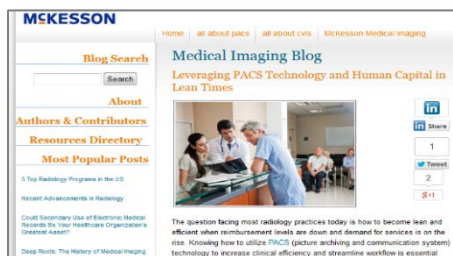 MCKESSON
Home all about pacs all about cvis McKesson Medical Imaging
Blog Search
Search
About
Authors & Contributors
Resources Directory
Most Popular Posts
5 Top Radiology Programs in the US
Recent Advancements in Radiology
Could Secondary Use of Electronic Medical
Records Be Your Healthcare Organization's
Greatest Asset?
Deep Roots: The History of Medical Imaging
Medical Imaging Blog
Leveraging PACS Technology and Human Capital in
Lean Times
in
in Share
1
Tweet
2
g+1
The question facing most radiology practices today is how to become lean and
efficient when reimbursement levels are down and demand for services is on the
rise. Knowing how to utilize PACS (picture archiving and communication system)
technology to increase clinical efficiency and streamline workflow is essential